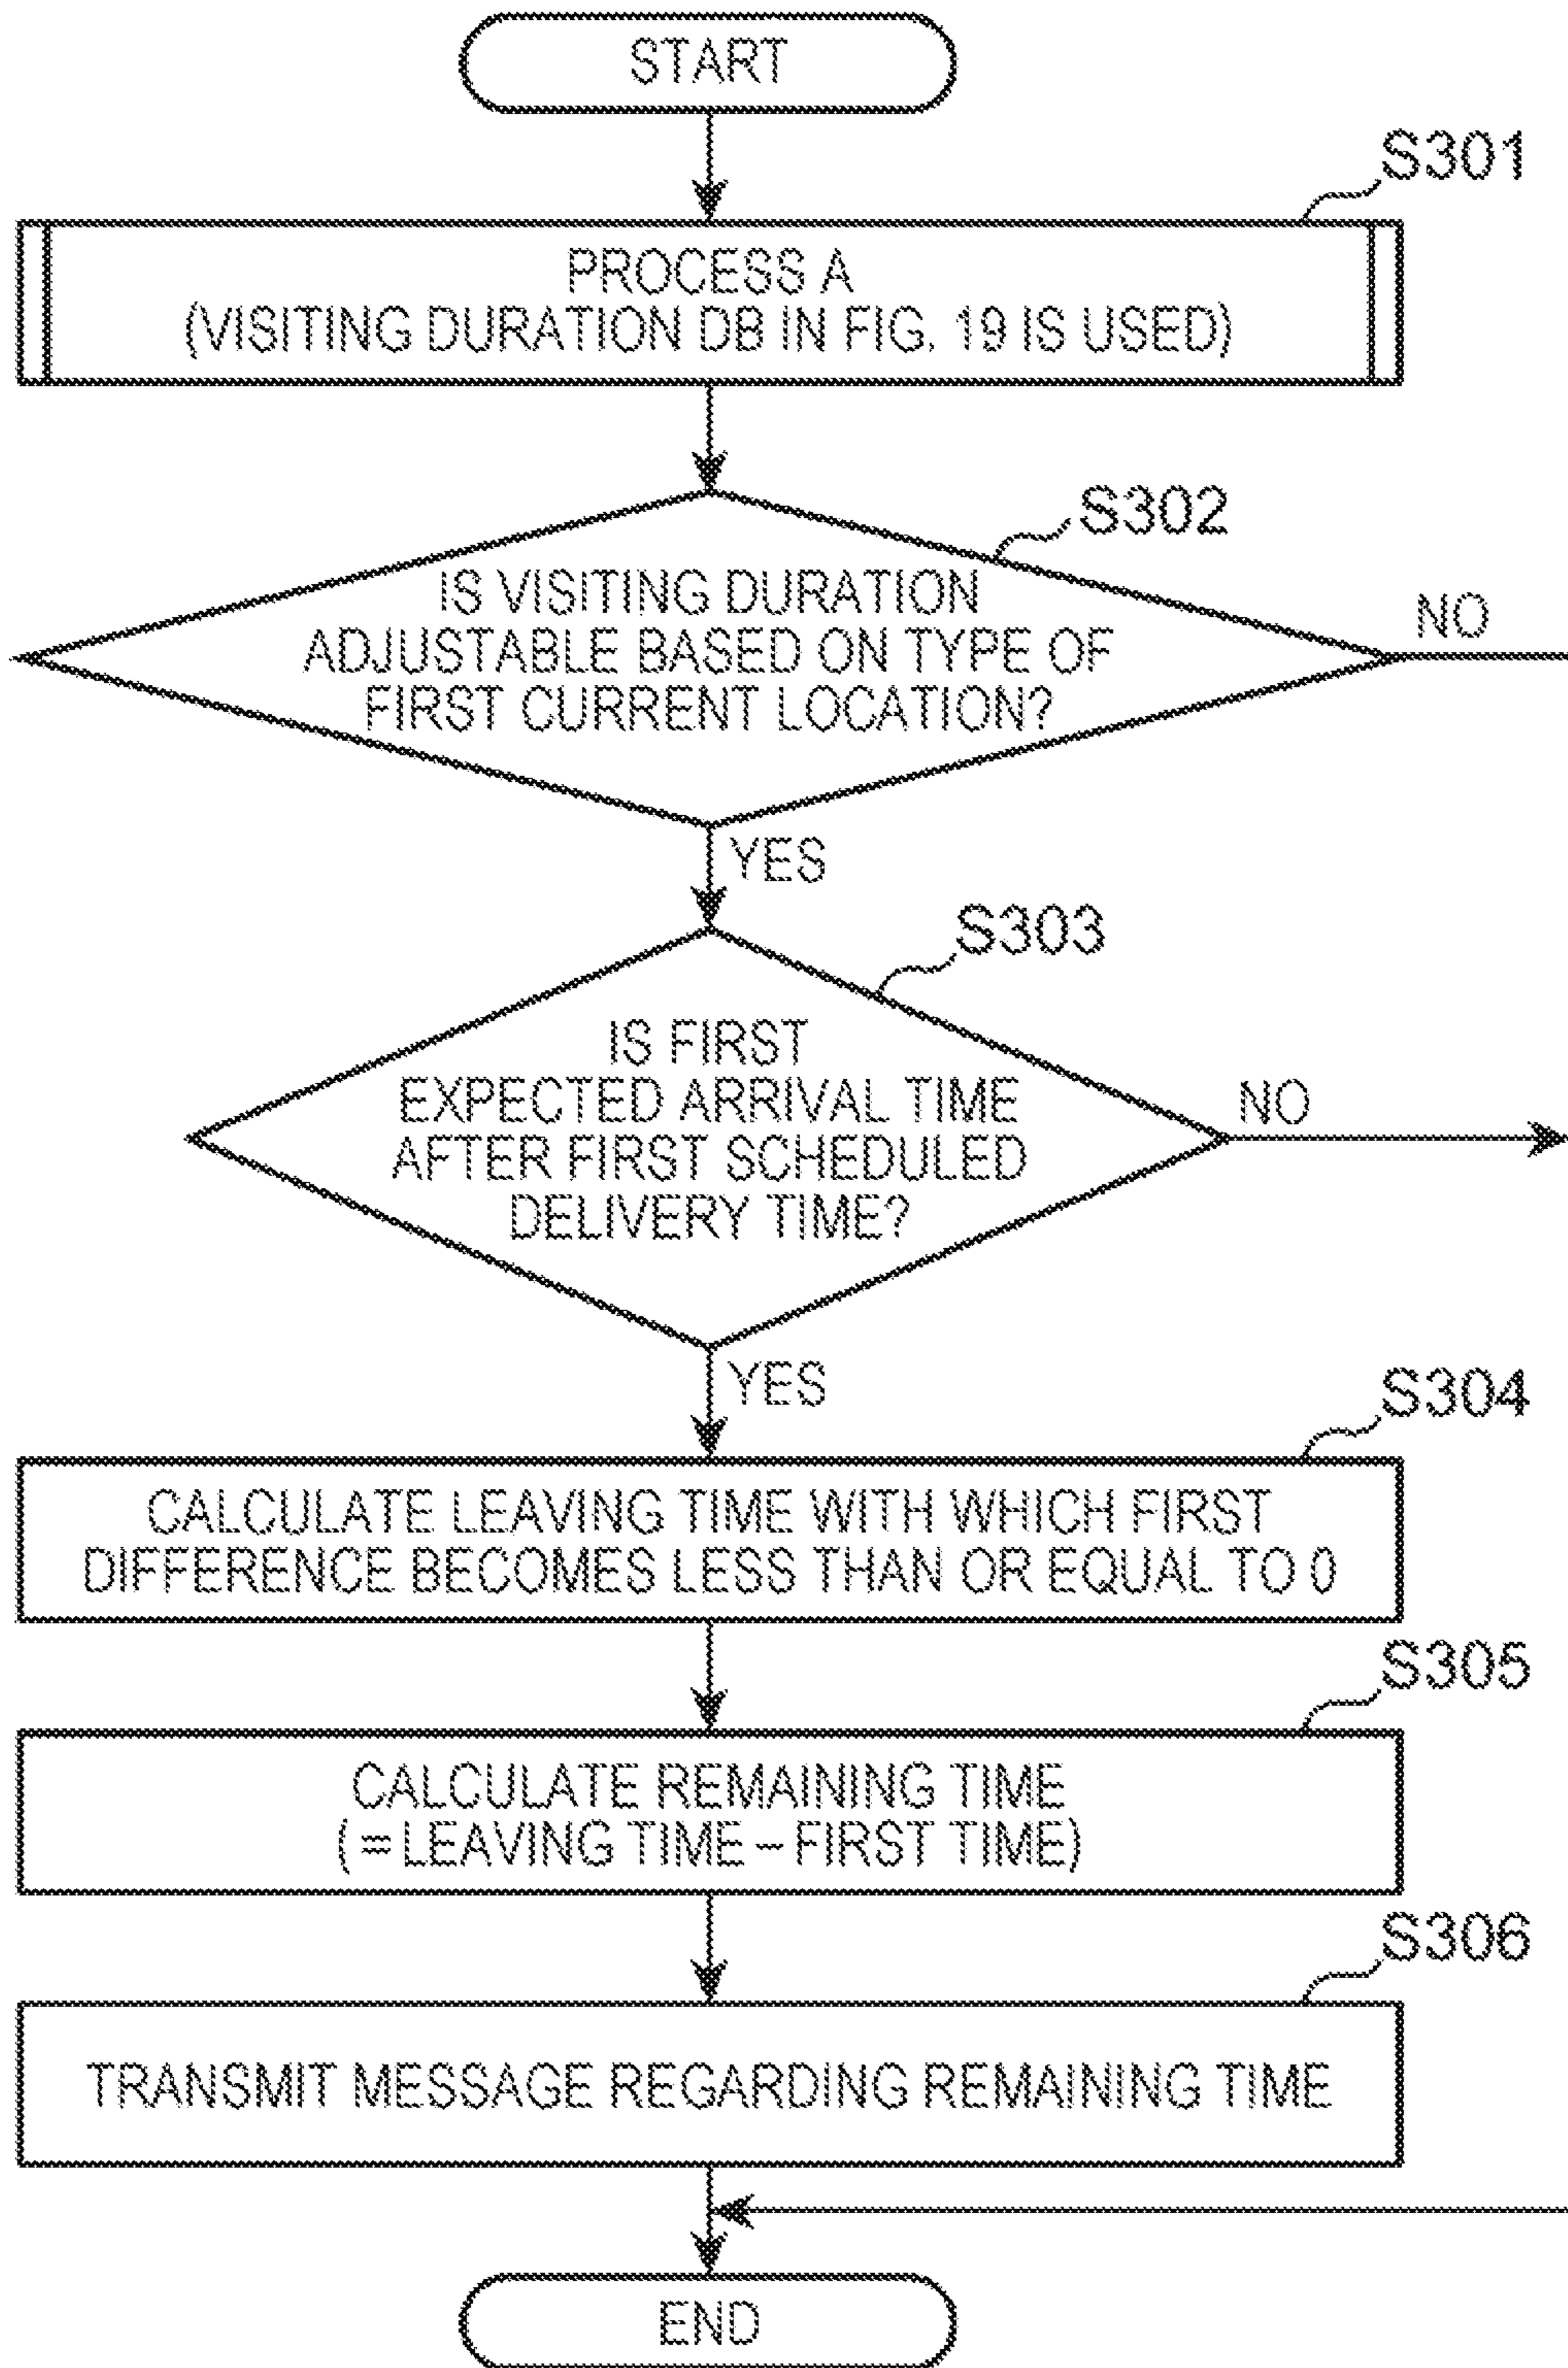 START
S301
PROCESS A
(VISITING DURATION DB IN FIG. 19 IS USED)
S302
IS VISITING DURATION
ADJUSTABLE BASED ON TYPE OF
FIRST CURRENT LOCATION?
NO
YES
S303
IS FIRST
EXPECTED ARRIVAL TIME
AFTER FIRST SCHEDULED
DELIVERY TIME?
NO
YES
S304
CALCULATE LEAVING TIME WITH WHICH FIRST
DIFFERENCE BECOMES LESS THAN OR EQUAL TO 0
S305
CALCULATE REMAINING TIME
(=LEAVING TIME–FIRST TIME)
S306
TRANSMIT MESSAGE REGARDING REMAINING TIME
END